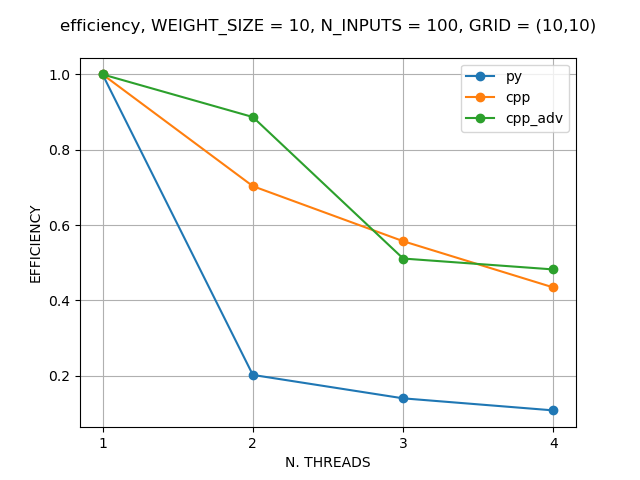 efficiency, WEIGHT_SIZE = 10, N_INPUTS = 100, GRID = (10,10)
py
cpp
cpp_adv
EFFICIENCY
1.0
0.8
0.6
0.4
0.2
1
2
3
4
N. THREADS